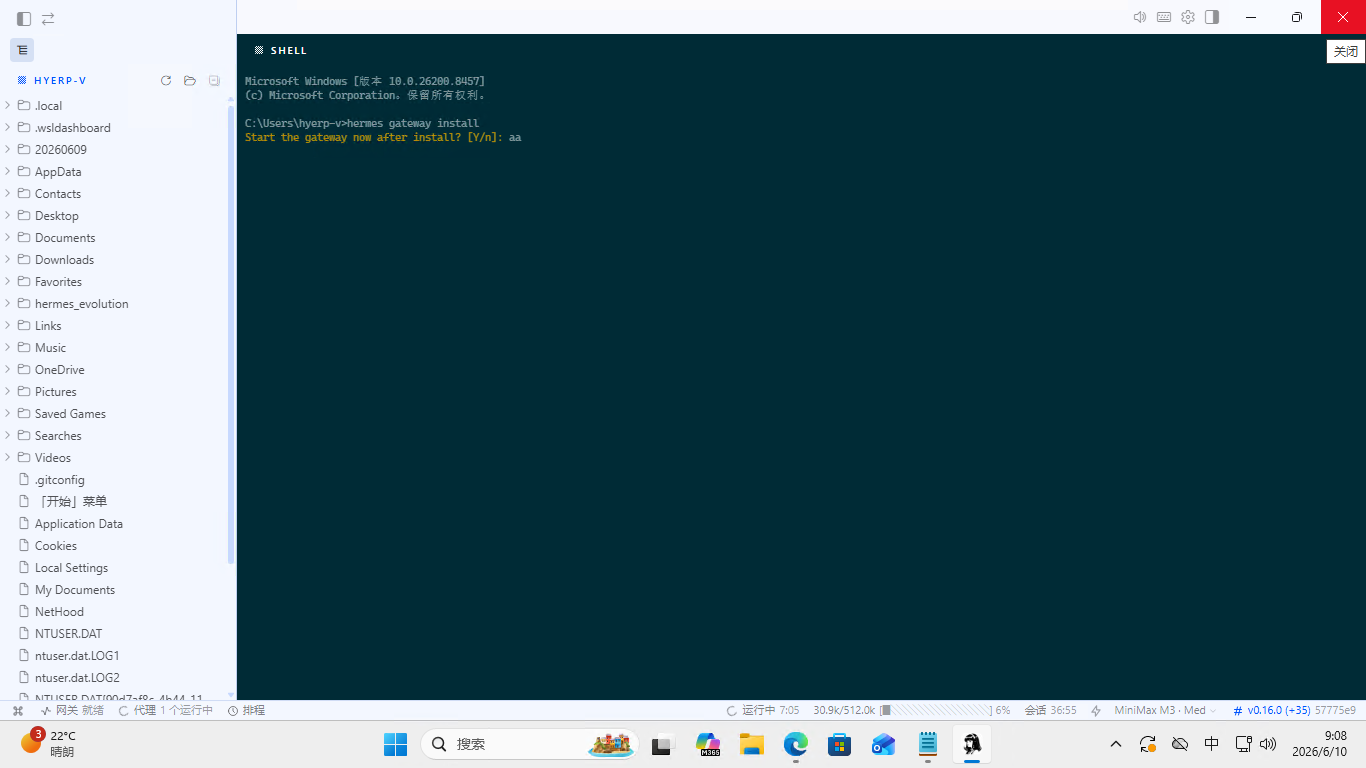 关闭
HYERP-V
.local
.wsldashboard
20260609
AppData
Contacts
Desktop
Documents
Downloads
Favorites
hermes_evolution
Links
Music
OneDrive
Pictures
Saved Games
Searches
Videos
.gitconfig
「开始」菜单
Application Data
Cookies
Local Settings
My Documents
NetHood
NTUSER.DAT
ntuser.dat.LOG1
ntuser.dat.LOG2
SHELL
Microsoft Windows [版本 10.0.26200.8457]
(c) Microsoft Corporation。保留所有权利。
C:\Users\hyerp-v>hermes gateway install
Start the gateway now after install? [Y/n]: aa
网关 就绪 代理 1 个运行中 排程 运行中 7:05 30.9k/512.0k 6% 会话 36:55 MiniMax M3 · Med # v0.16.0 (+35) 57775e9
3
22°C
晴朗
搜索
M365
中
9:08
2026/6/10